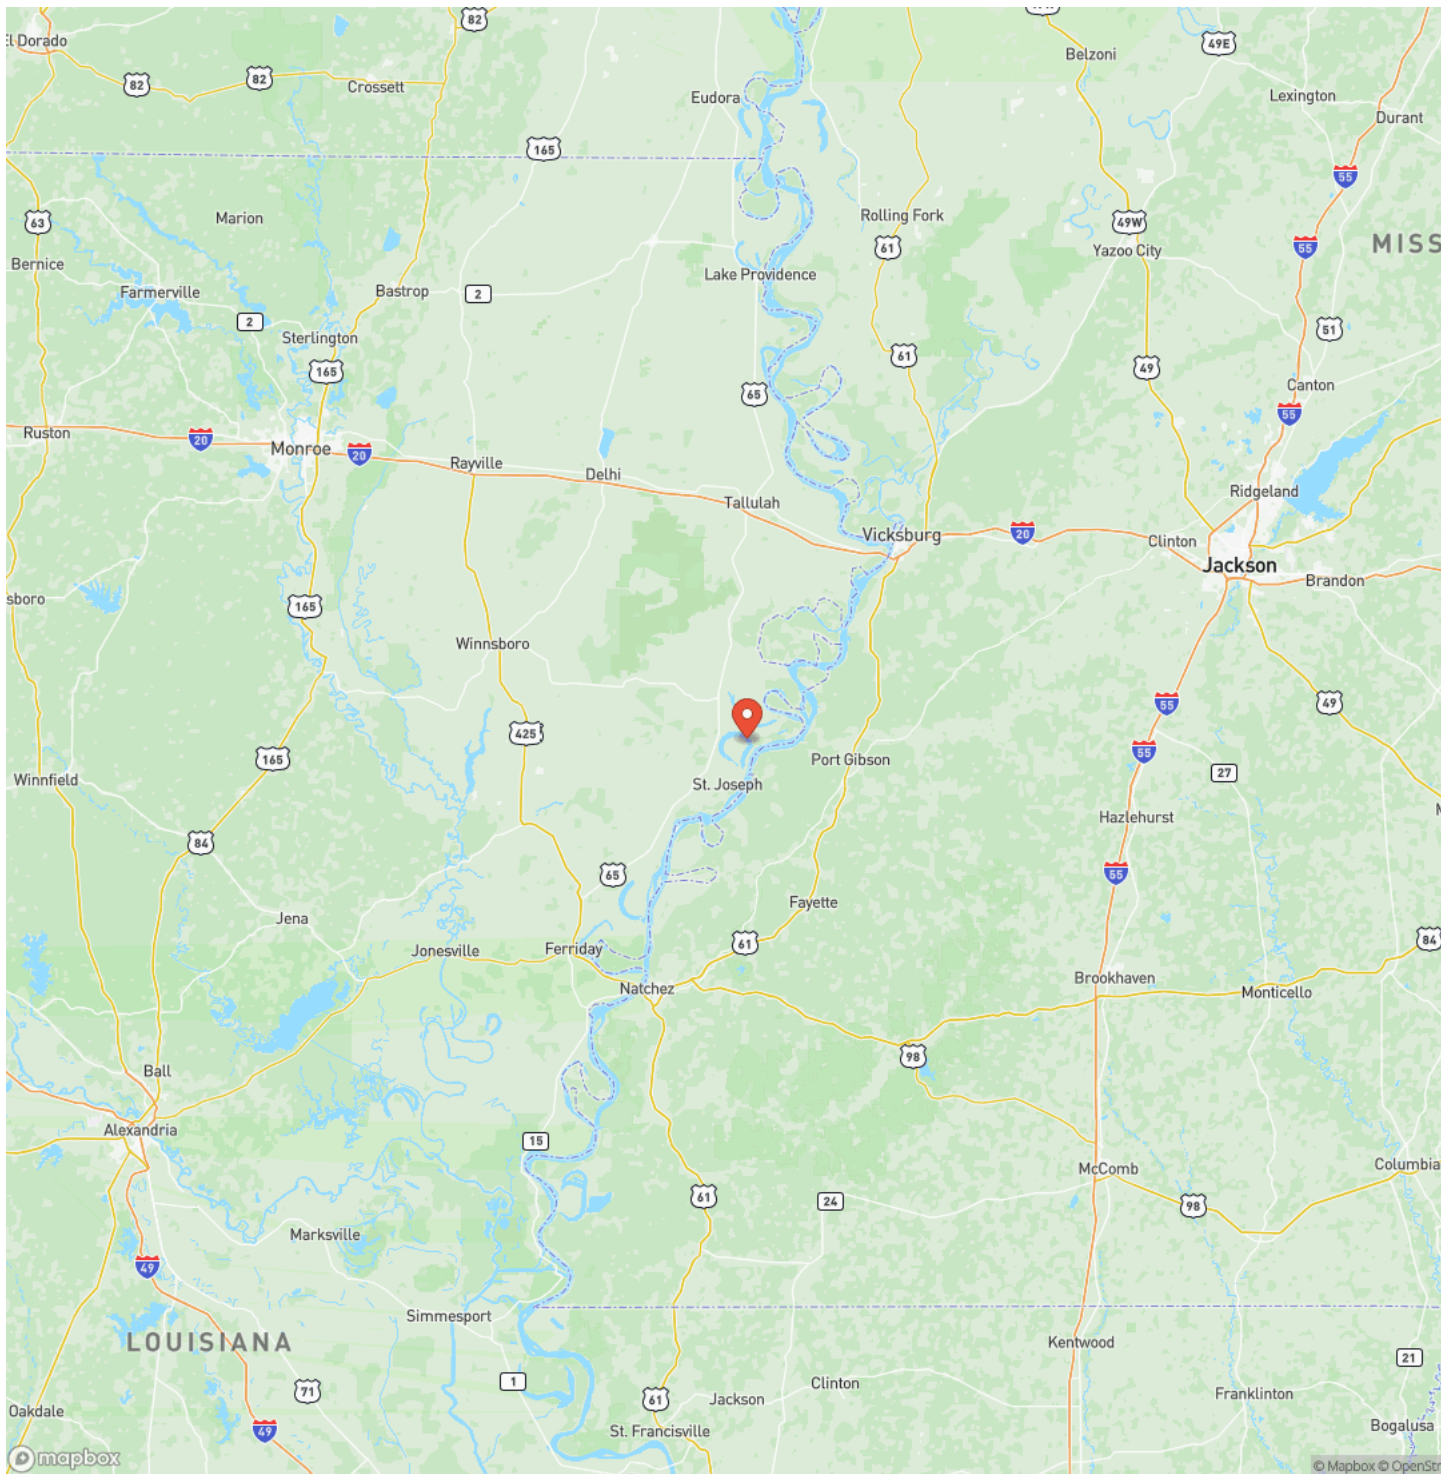 82
El Dorado
49E
Belzoni
82
82
Crossett
Eudora
Lexington
Durant
165
55
Marion
63
Rolling Fork
49W
61
55
MISS
Yazoo City
Bernice
Lake Providence
Farmerville
Bastrop
2
2
51
Sterlington
61
49
165
Canton
65
55
Ruston
20
Monroe
20
Rayville
Delhi
Ridgeland
Tallulah
Vicksburg
20
Clinton
Jackson
Brandon
sboro
165
Winnsboro
55
49
425
55
165
Port Gibson
27
Winnfield
St. Joseph
Hazlehurst
84
65
55
Fayette
Jena
61
84
Jonesville
Ferriday
Brookhaven
Natchez
Monticello
98
Ball
Alexandria
15
McComb
Columbia
61
24
98
Marksville
49
Simmesport
LOUISIANA
Kentwood
21
1
71
Clinton
Jackson
61
Franklinton
Oakdale
49
St. Francisville
Bogalusa
mapbox
© Mapbox © OpenStr